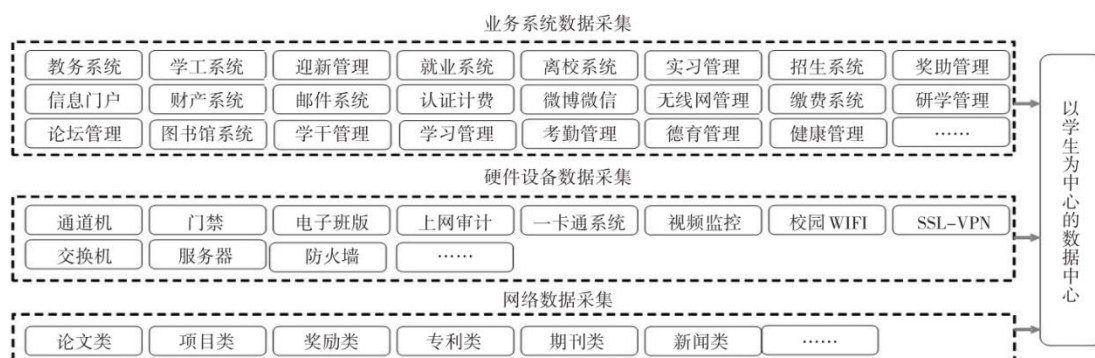 业务系统数据采集
教务系统 学工系统 迎新管理 就业系统 离校系统 实习管理 招生系统 奖助管理
信息门户 财产系统 邮件系统 认证计费 微博微信 无线网管理 缴费系统 研学管理
论坛管理 图书馆系统 学干管理 学习管理 考勤管理 德育管理 健康管理 ……
硬件设备数据采集
通道机 门禁 电子班版 上网审计 一卡通系统 视频监控 校园WIFI SSL-VPN
交换机 服务器 防火墙 ……
网络数据采集
论文类 项目类 奖励类 专利类 期刊类 新闻类 ……
以学生为中心的数据中心